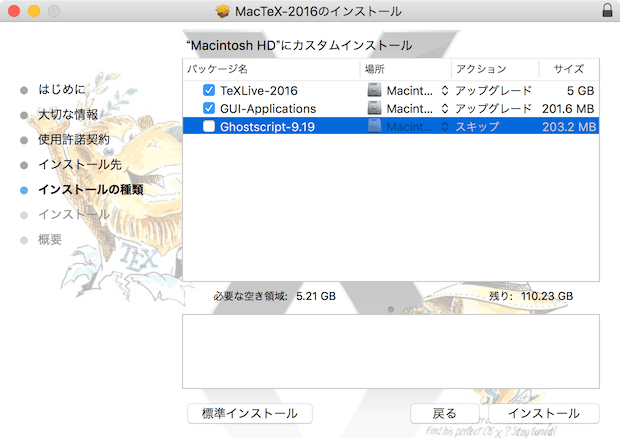 MacTeX-2016のインストール
"Macintosh HD"にカスタムインストール
パッケージ名 場所 アクション サイズ
TeXLive-2016 Macint... アップグレード 5 GB
GUI-Applications Macint... アップグレード 201.6 MB
Ghostscript-9.19 Macint... スキップ 203.2 MB
はじめに
大切な情報
使用許諾契約
インストール先
インストールの種類
インストール
概要
TEX
必要な空き領域: 5.21 GB 残り: 110.23 GB
標準インストール 戻る インストール
find his perfect OS X? Stay tuned!